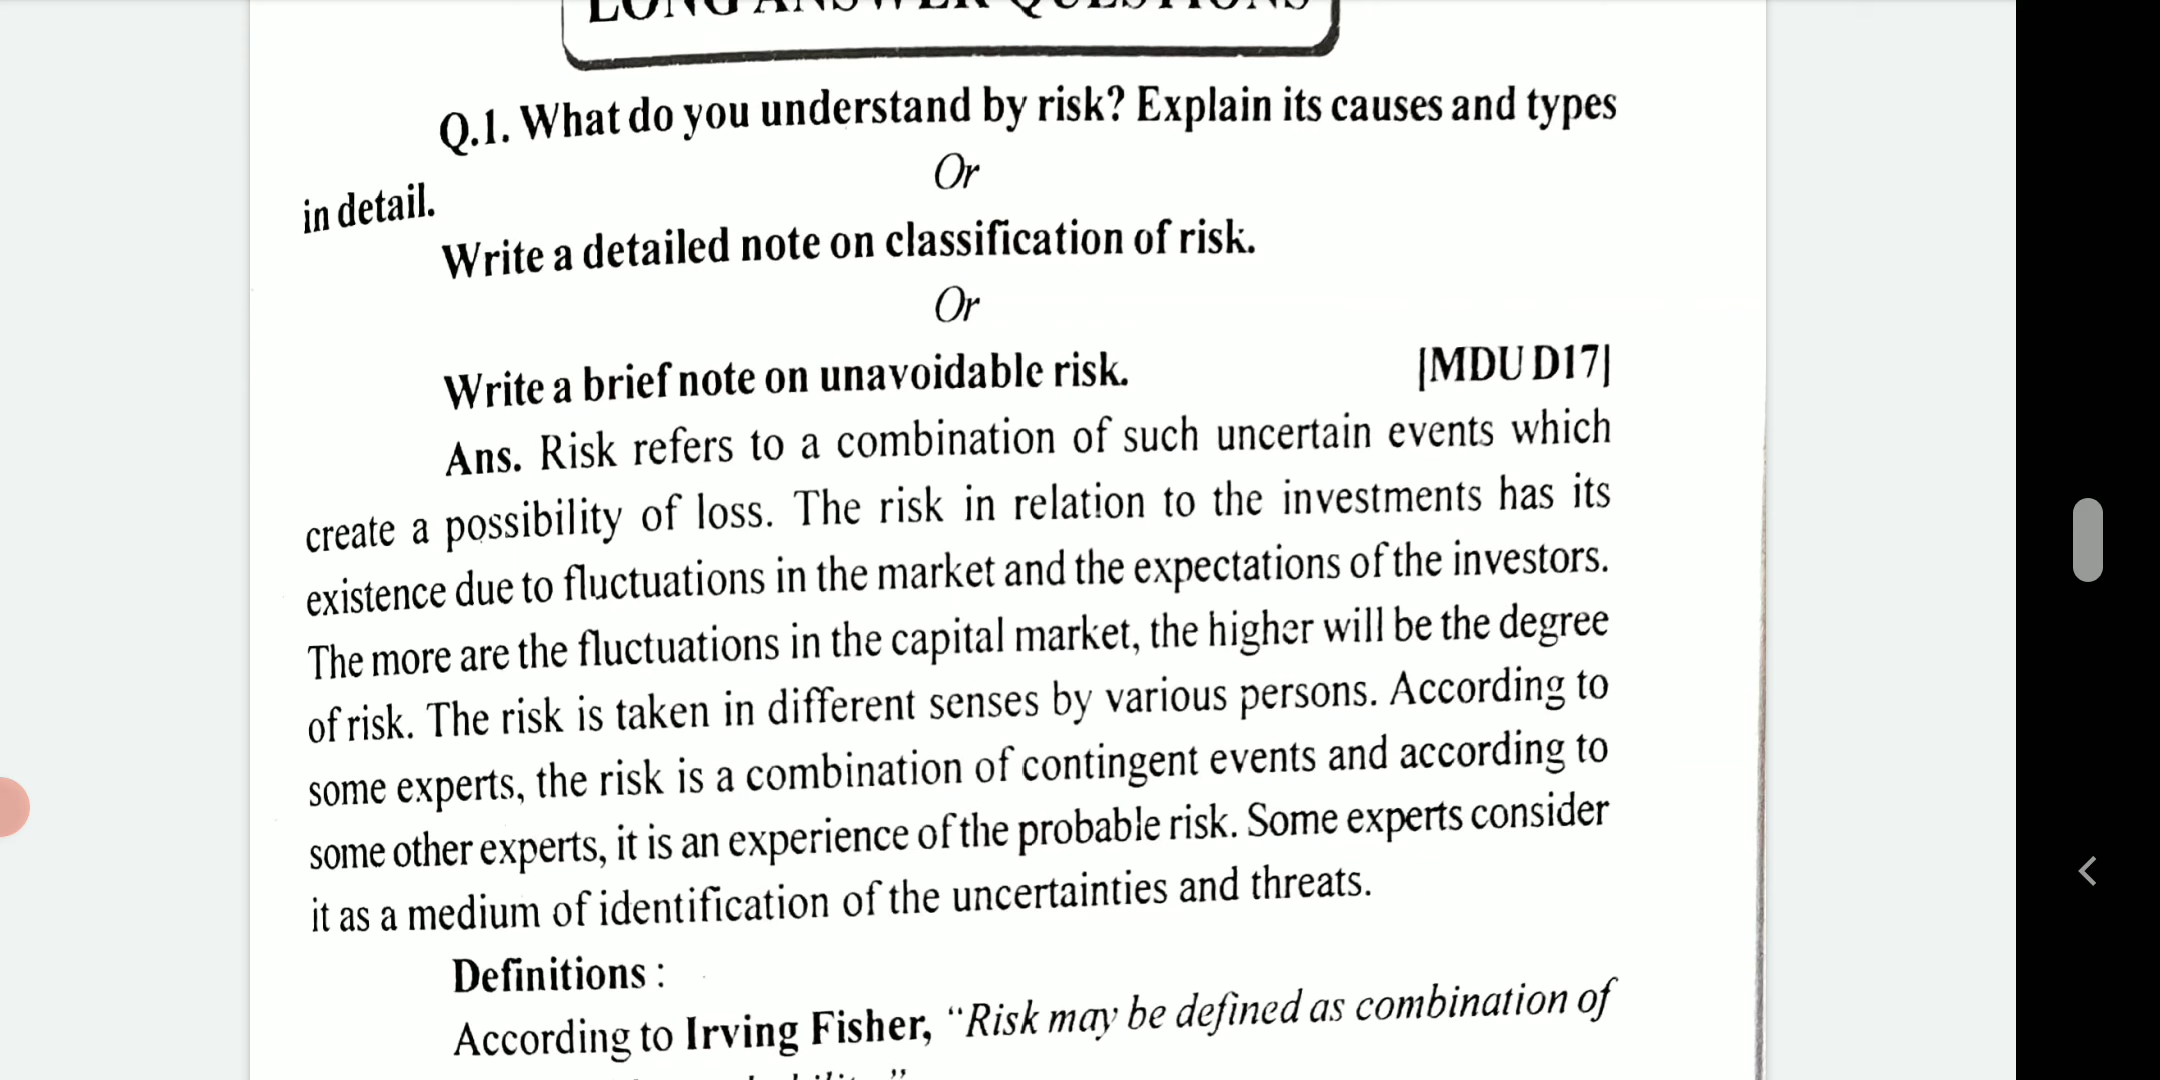 LONG ANSWER QUESTIONS
Q.1. What do you understand by risk? Explain its causes and types
in detail.
Or
Write a detailed note on classification of risk.
Or
Write a brief note on unavoidable risk. [MDU D17]
Ans. Risk refers to a combination of such uncertain events which
create a possibility of loss. The risk in relation to the investments has its
existence due to fluctuations in the market and the expectations of the investors.
The more are the fluctuations in the capital market, the higher will be the degree
of risk. The risk is taken in different senses by various persons. According to
some experts, the risk is a combination of contingent events and according to
some other experts, it is an experience of the probable risk. Some experts consider
it as a medium of identification of the uncertainties and threats.
Definitions :
According to Irving Fisher, “Risk may be defined as combination of